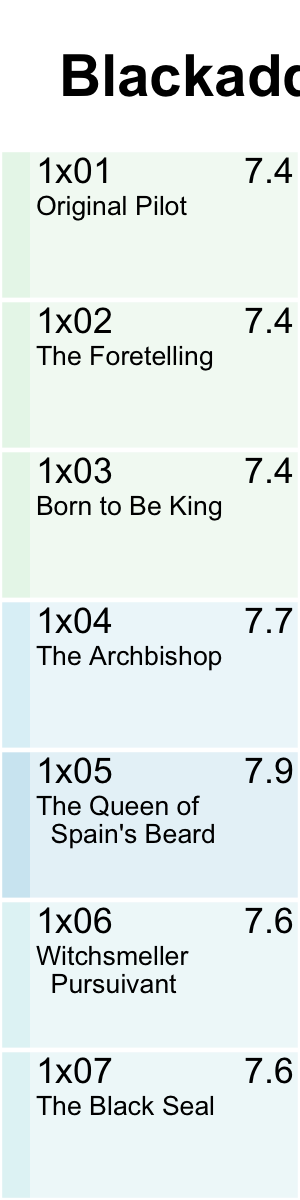 Blackadd
1x01 7.4
Original Pilot
1x02 7.4
The Foretelling
1x03 7.4
Born to Be King
1x04 7.7
The Archbishop
1x05 7.9
The Queen of
Spain's Beard
1x06 7.6
Witchsmeller
Pursuivant
1x07 7.6
The Black Seal